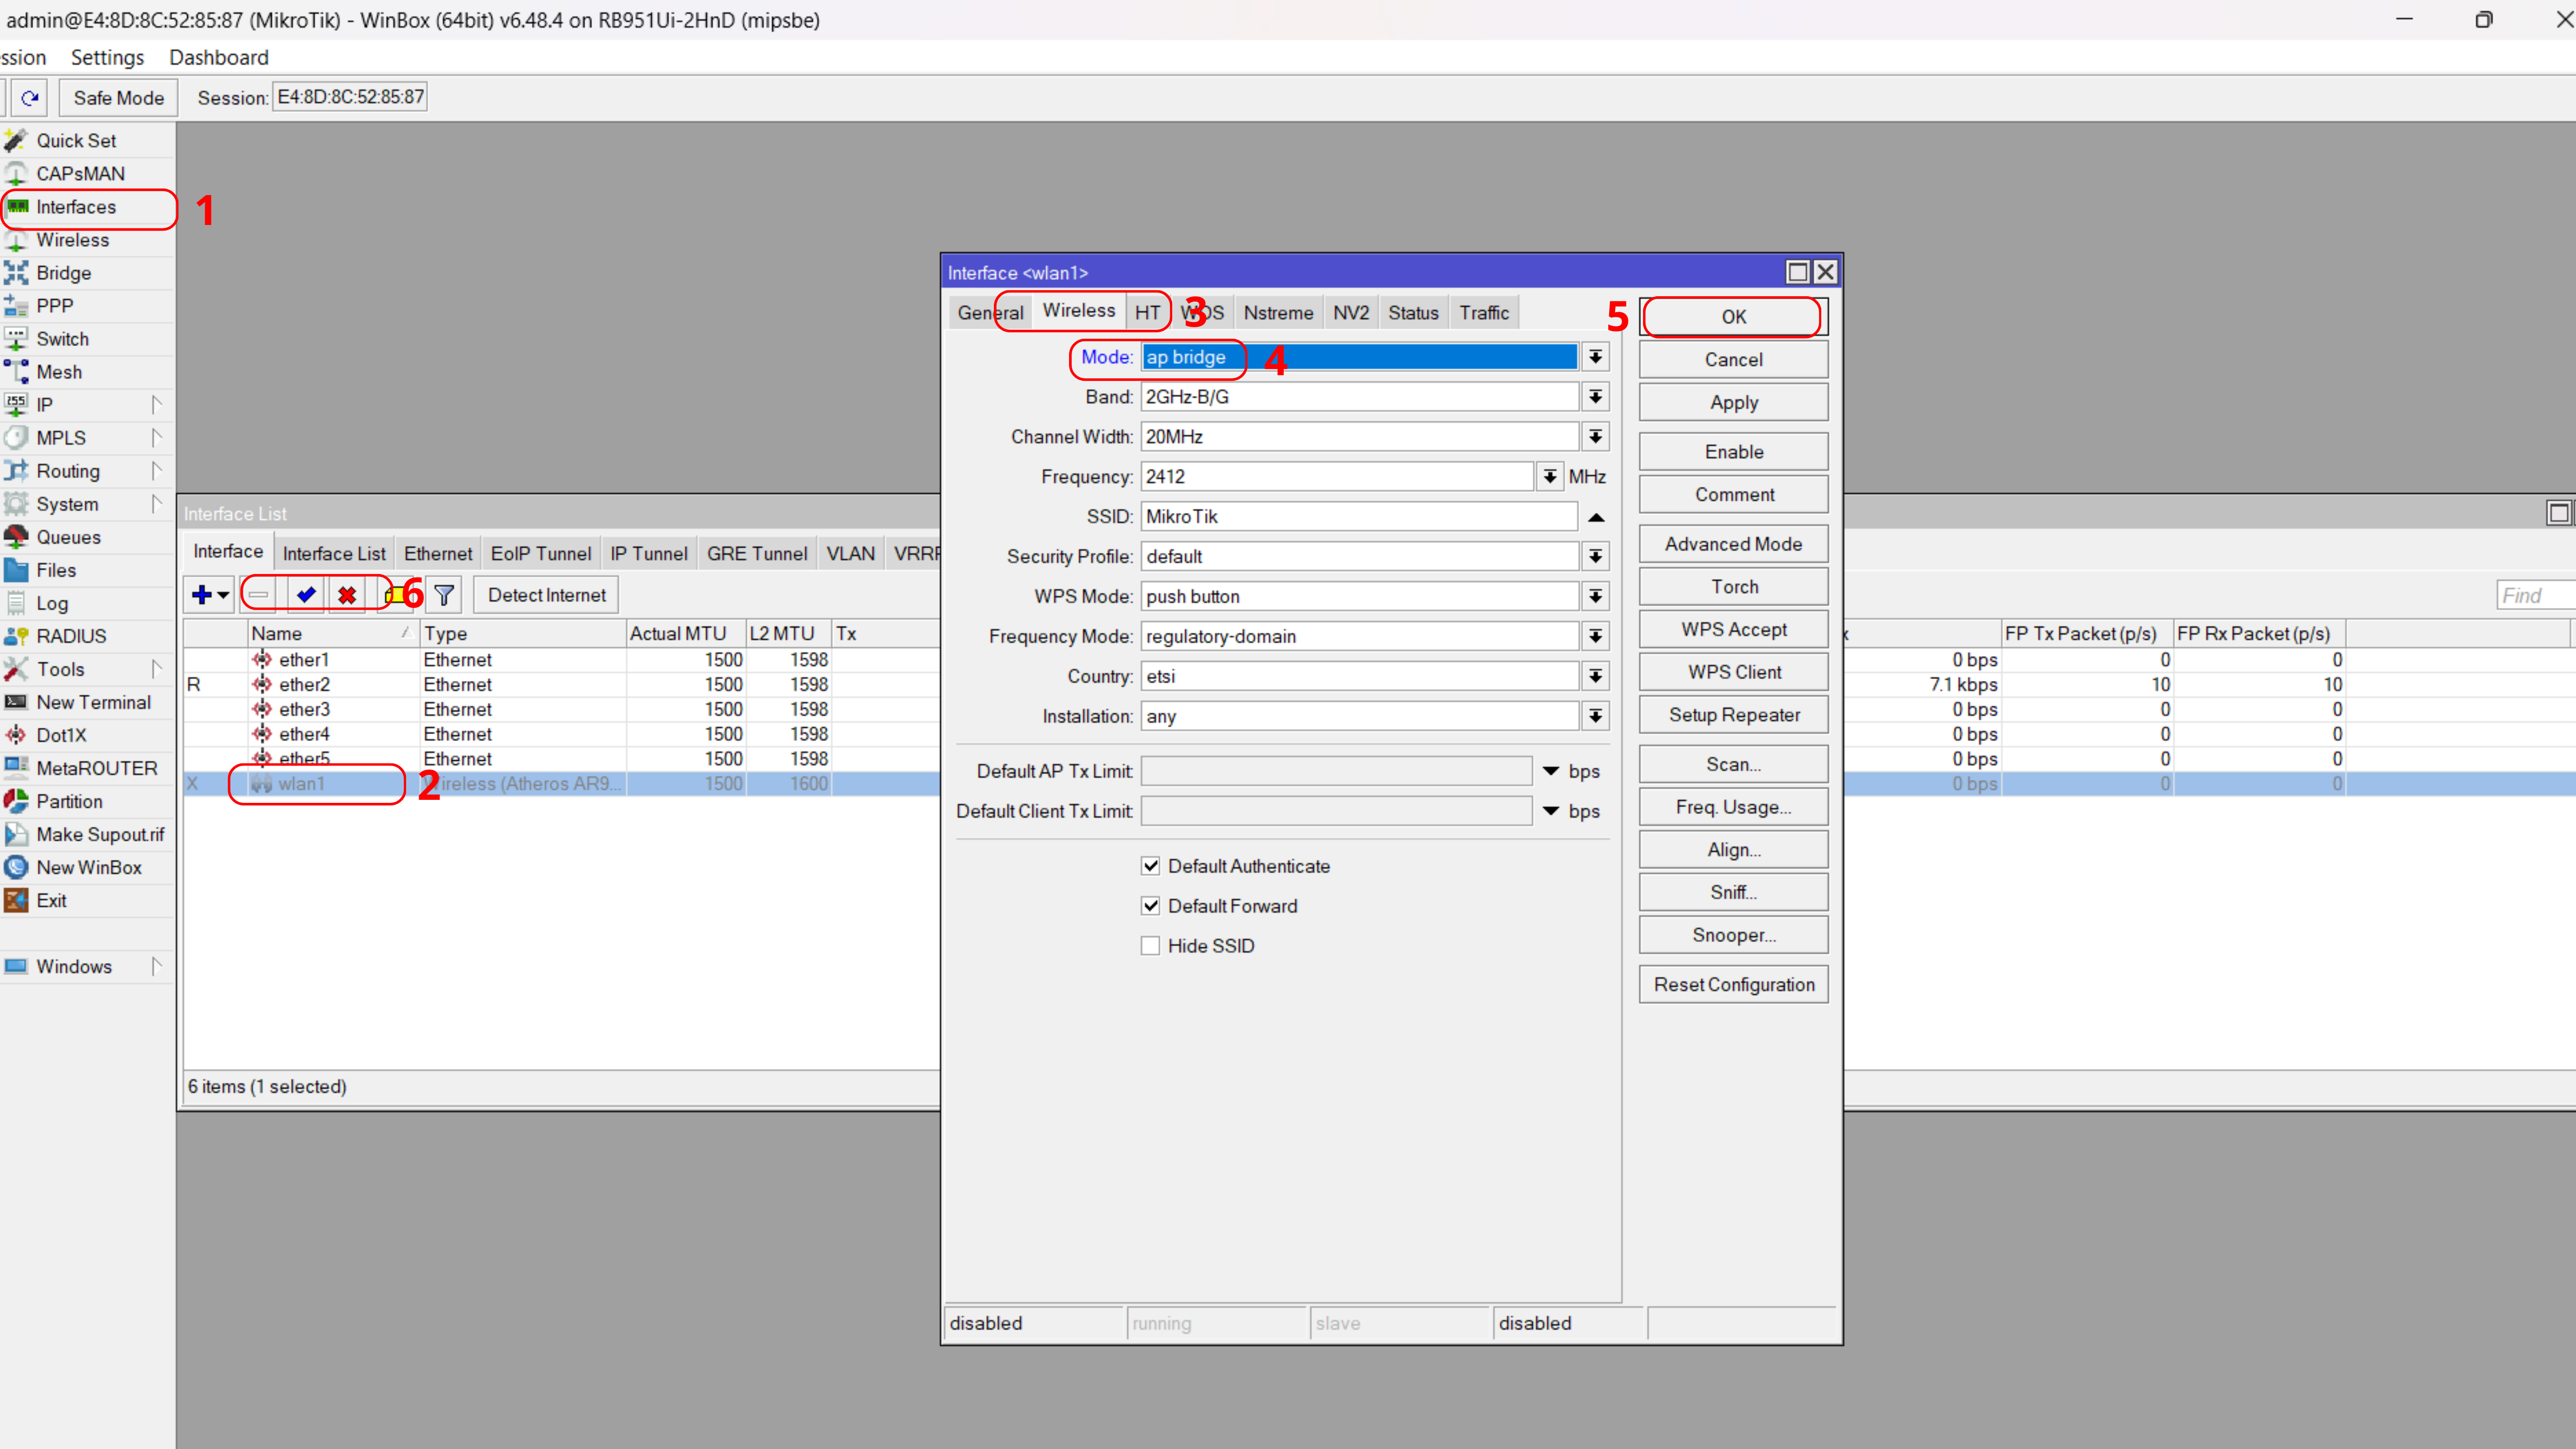 admin@E4:8D:8C:52:85:87 (MikroTik) - WinBox (64bit) v6.48.4 on RB951Ui-2HnD (mipsbe)
ssion Settings Dashboard
Safe Mode Session: E4:8D:8C:52:85:87
Quick Set
CAPsMAN
Interfaces 1
Wireless
Bridge
PPP
Switch
Mesh
IP
MPLS
Routing
System
Queues
Files
Log
RADIUS
Tools
New Terminal
Dot1X
MetaROUTER
Partition
Make Supout.rif
New WinBox
Exit
Windows
Interface List
Interface Interface List Ethernet EoIP Tunnel IP Tunnel GRE Tunnel VLAN VRRP
6 Detect Internet Find
Name Type Actual MTU L2 MTU Tx x FP Tx Packet (p/s) FP Rx Packet (p/s)
ether1 Ethernet 1500 1598 0 bps 0 0
R ether2 Ethernet 1500 1598 7.1 kbps 10 10
ether3 Ethernet 1500 1598 0 bps 0 0
ether4 Ethernet 1500 1598 0 bps 0 0
ether5 Ethernet 1500 1598 0 bps 0 0
X wlan1 2 Wireless (Atheros AR9... 1500 1600 0 bps 0 0
6 items (1 selected)
Interface <wlan1>
General Wireless HT 3 WDS Nstreme NV2 Status Traffic
Mode: ap bridge 4
Band: 2GHz-B/G
Channel Width: 20MHz
Frequency: 2412 MHz
SSID: MikroTik
Security Profile: default
WPS Mode: push button
Frequency Mode: regulatory-domain
Country: etsi
Installation: any
Default AP Tx Limit: bps
Default Client Tx Limit: bps
Default Authenticate
Default Forward
Hide SSID
5 OK
Cancel
Apply
Enable
Comment
Advanced Mode
Torch
WPS Accept
WPS Client
Setup Repeater
Scan...
Freq. Usage...
Align...
Sniff...
Snooper...
Reset Configuration
disabled running slave disabled